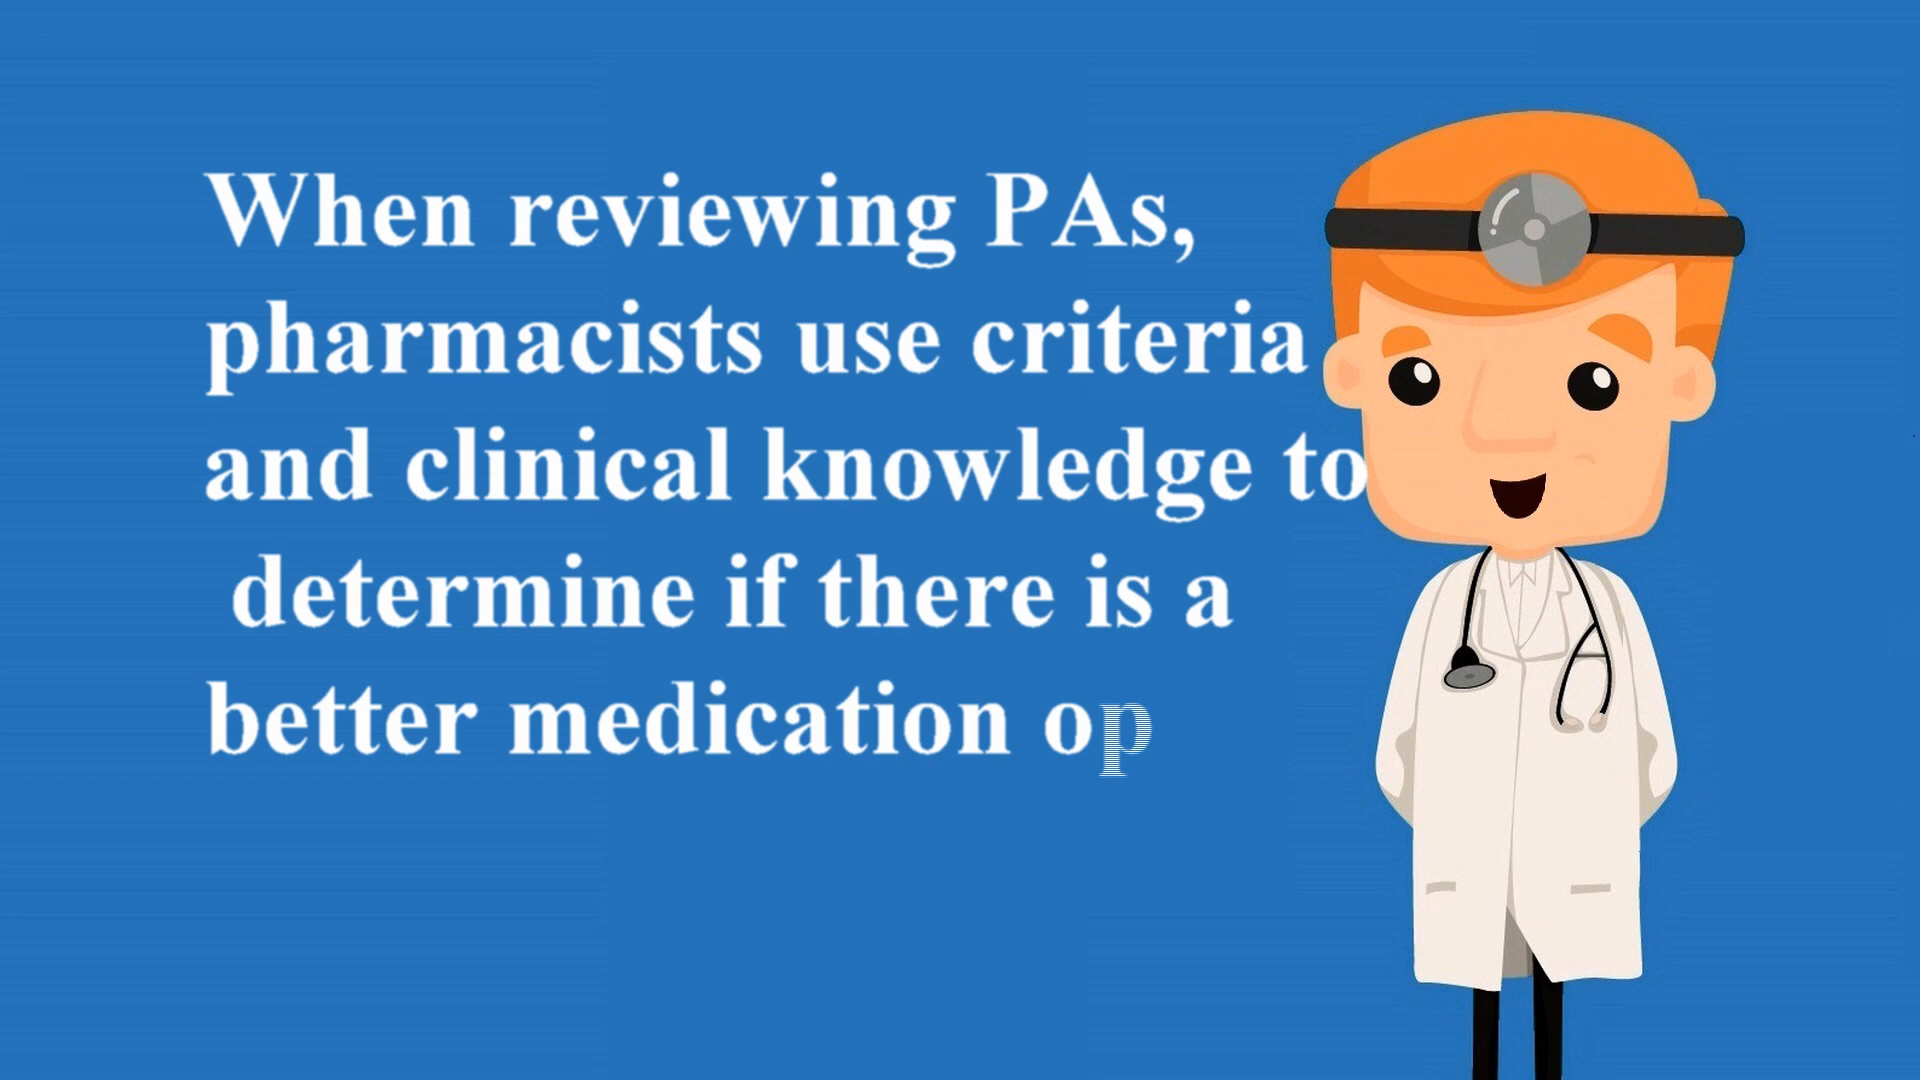 When reviewing PAs,
pharmacists use criteria
and clinical knowledge to
determine if there is a
better medication op